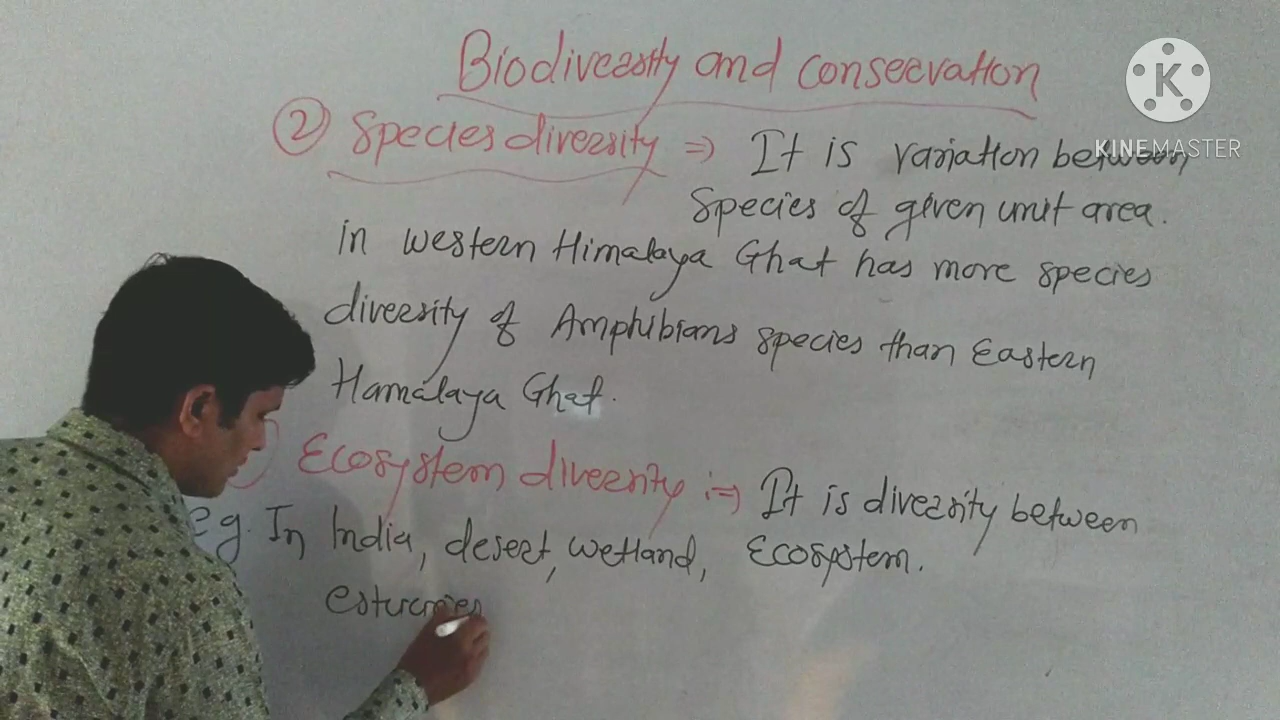 Biodiversity and conservation
K
KINEMASTER
② Species diversity ⇒ It is variation between
Species of given unit area.
in western Himalaya Ghat has more species
diversity of Amphibians species than Eastern
Hamalaya Ghat.
Ecosystem diversity :⇒ It is diversity between
Ecosystem.
eg. In India, desert, wetland,
esturies